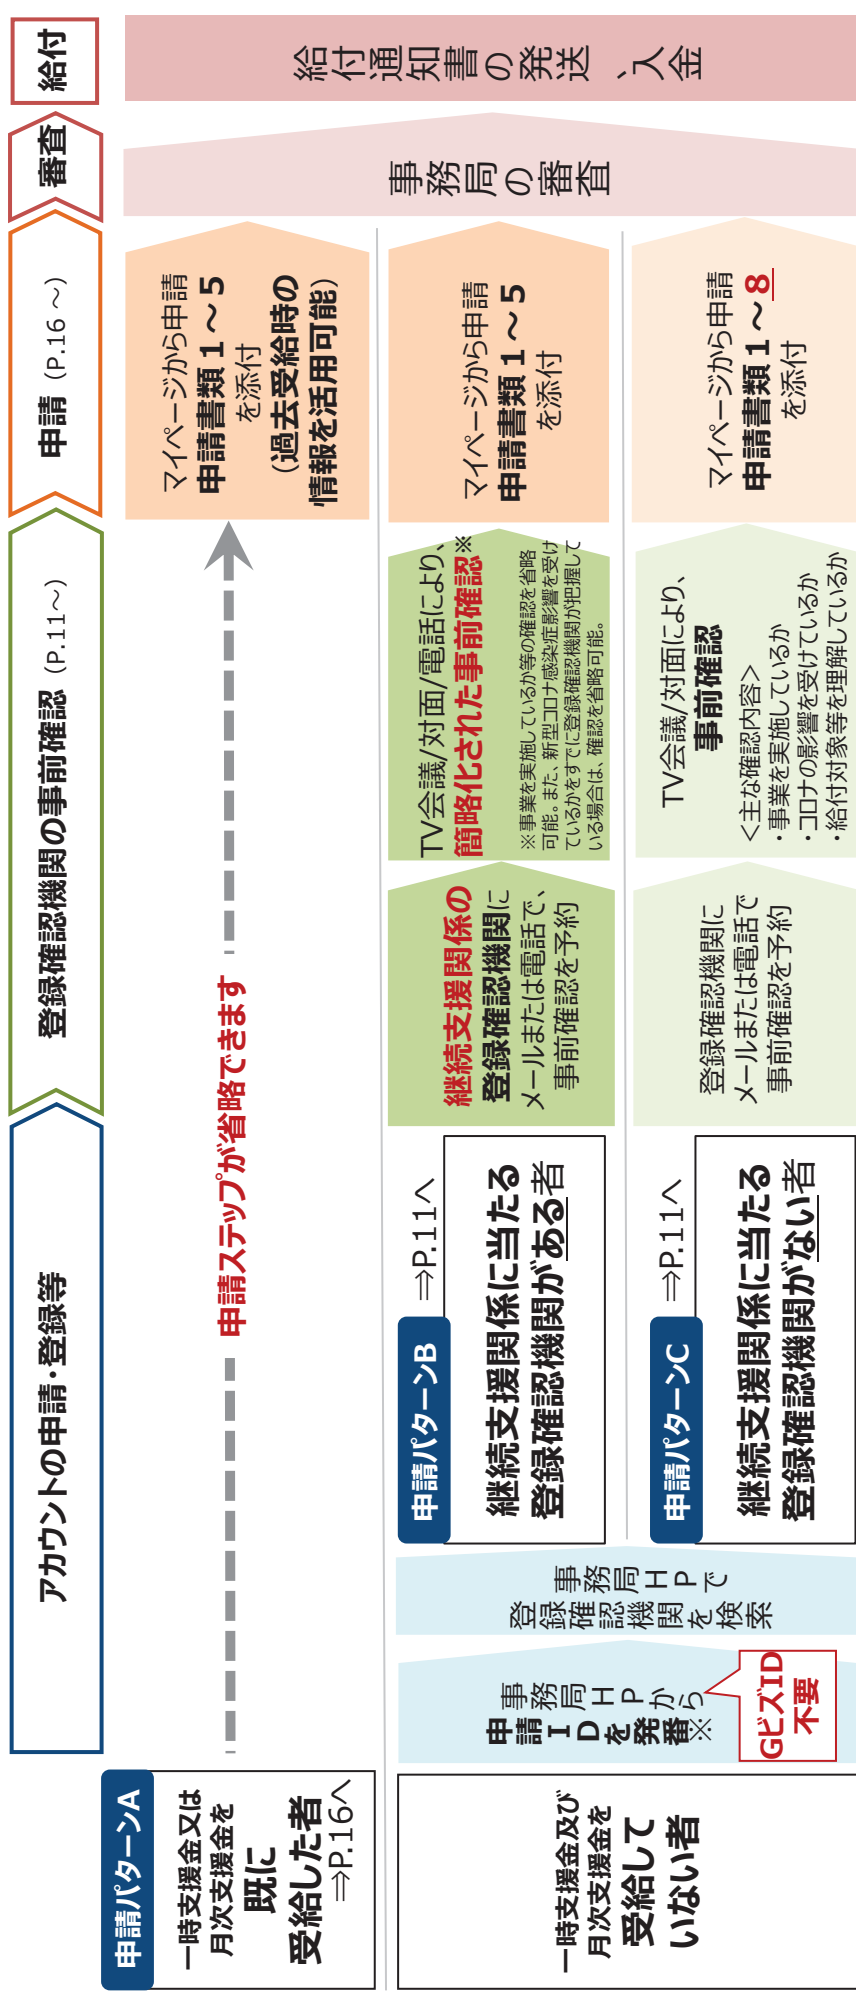 アカウントの申請・登録等
登録確認機関の事前確認（P.11～）
申請（P.16 ～）
審査
給付
申請パターンA
一時支援金又は
月次支援金を
既に
受給した者
⇒P.16へ
申請ステップが省略できます
マイページから申請
申請書類１～５
を添付
（過去受給時の
情報を活用可能）
一時支援金及び
月次支援金を
受給して
いない者
事務局ＨＰから
申請ＩＤを発番※
GビズID
不要
事務局ＨＰで
登録確認機関を検索
申請パターンB
⇒P.11へ
継続支援関係に当たる
登録確認機関がある者
継続支援関係の
登録確認機関に
メールまたは電話で、
事前確認を予約
TV会議/対面/電話により、
簡略化された事前確認※
※事業を実施しているか等の確認を省略
可能。また、新型コロナ感染症影響を受け
ているかをすでに登録確認機関が把握して
いる場合は、確認を省略可能。
マイページから申請
申請書類１～５
を添付
申請パターンC
⇒P.11へ
継続支援関係に当たる
登録確認機関がない者
登録確認機関に
メールまたは電話で
事前確認を予約
TV会議/対面により、
事前確認
＜主な確認内容＞
・事業を実施しているか
・コロナの影響を受けているか
・給付対象等を理解しているか
マイページから申請
申請書類１～８
を添付
事務局の審査
給付通知書の発送、入金